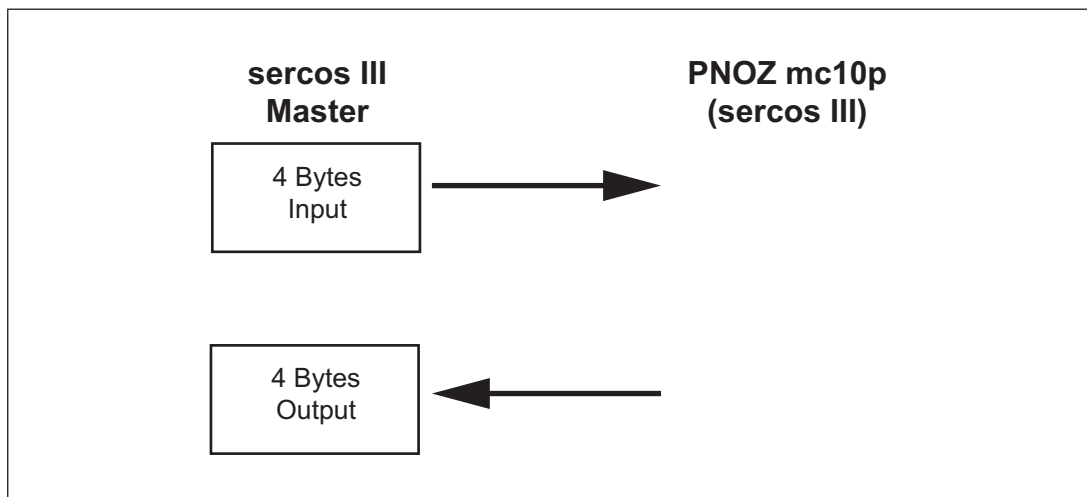 sercos III
Master
PNOZ mc10p
(sercos III)
4 Bytes
Input
4 Bytes
Output